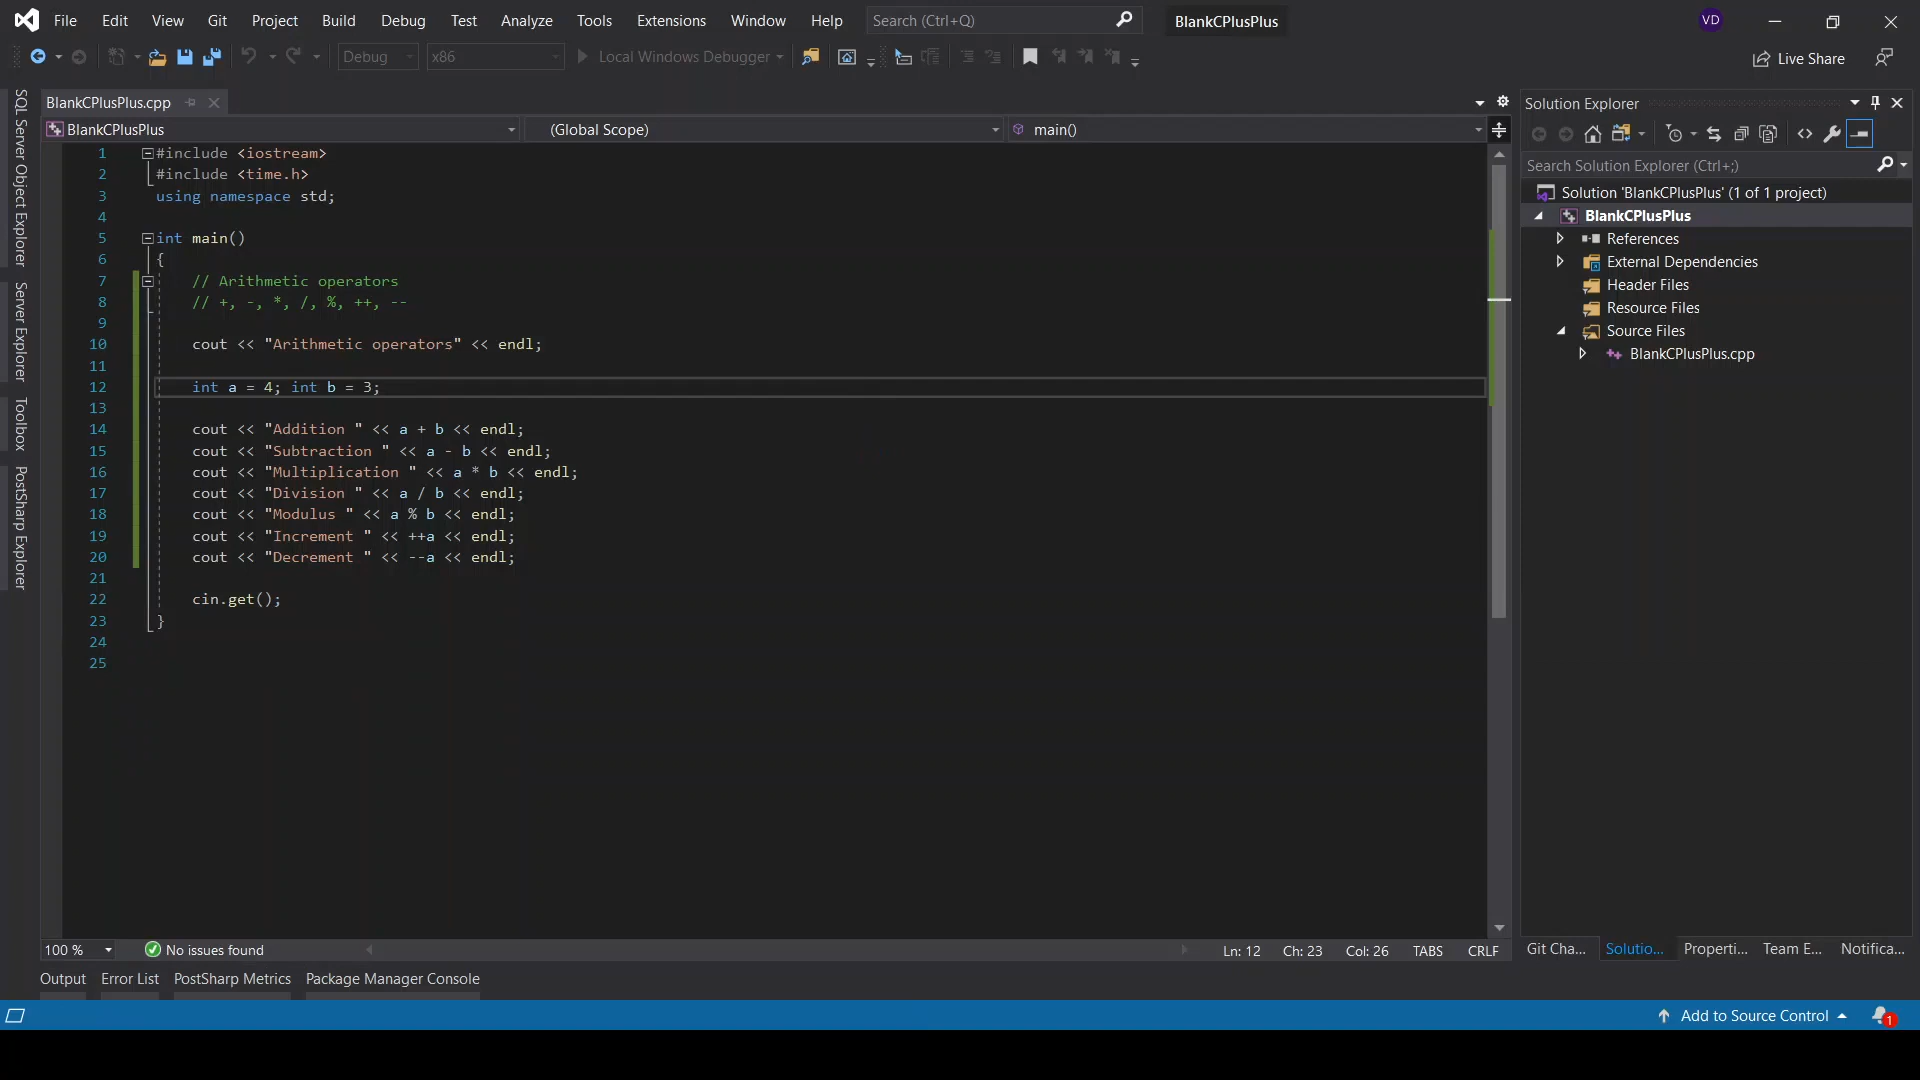 File Edit View Git Project Build Debug Test Analyze Tools Extensions Window Help Search (Ctrl+Q) BlankCPlusPlus VD
Debug x86 Local Windows Debugger Live Share
SQL Server Object Explorer
Server Explorer
Toolbox
PostSharp Explorer
BlankCPlusPlus.cpp
BlankCPlusPlus (Global Scope) main()
1 #include <iostream>
2 #include <time.h>
3 using namespace std;
4
5 int main()
6 {
7 // Arithmetic operators
8 // +, -, *, /, %, ++, --
9
10 cout << "Arithmetic operators" << endl;
11
12 int a = 4; int b = 3;
13
14 cout << "Addition " << a + b << endl;
15 cout << "Subtraction " << a - b << endl;
16 cout << "Multiplication " << a * b << endl;
17 cout << "Division " << a / b << endl;
18 cout << "Modulus " << a % b << endl;
19 cout << "Increment " << ++a << endl;
20 cout << "Decrement " << --a << endl;
21
22 cin.get();
23 }
24
25
100 % No issues found Ln: 12 Ch: 23 Col: 26 TABS CRLF
Solution Explorer
Search Solution Explorer (Ctrl+;)
Solution 'BlankCPlusPlus' (1 of 1 project)
BlankCPlusPlus
References
External Dependencies
Header Files
Resource Files
Source Files
BlankCPlusPlus.cpp
Git Cha... Solutio... Properti... Team E... Notifica...
Output Error List PostSharp Metrics Package Manager Console
Add to Source Control 1